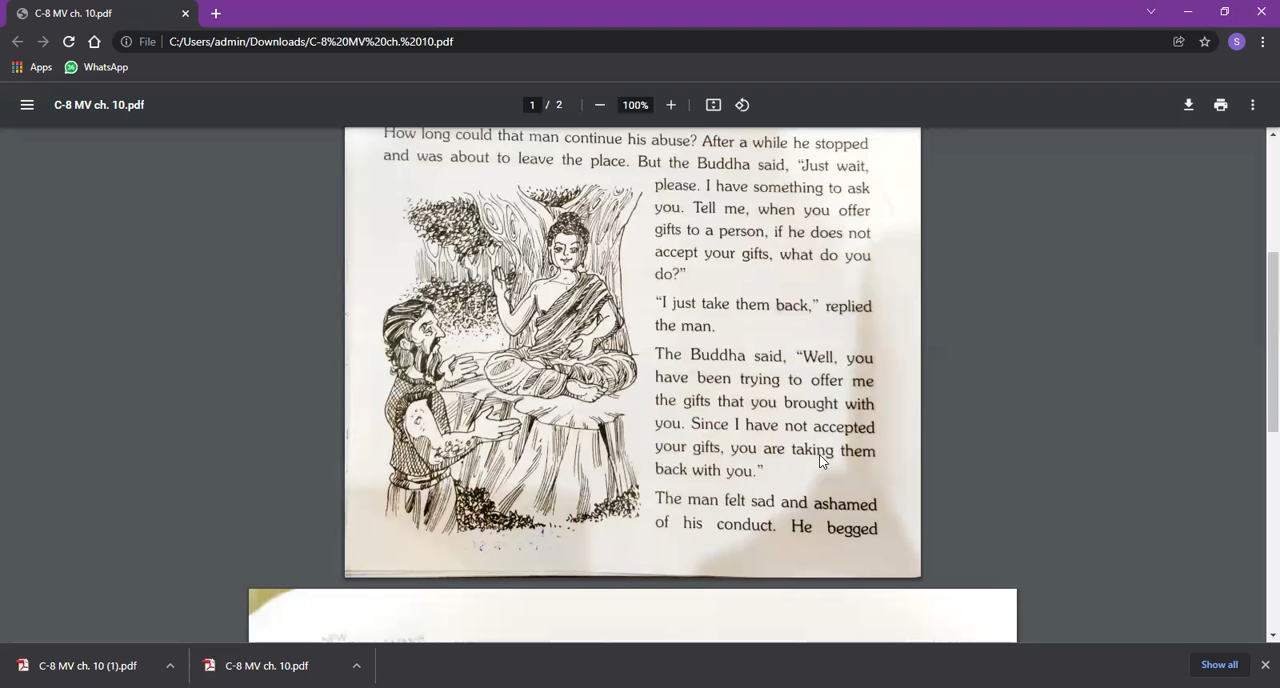 C-8 MV ch. 10.pdf
File
C:/Users/admin/Downloads/C-8%20MV%20ch.%2010.pdf
S
Apps
WhatsApp
C-8 MV ch. 10.pdf
1 / 2
100%
How long could that man continue his abuse? After a while he stopped
and was about to leave the place. But the Buddha said, “Just wait,
please. I have something to ask
you. Tell me, when you offer
gifts to a person, if he does not
accept your gifts, what do you
do?”
“I just take them back,” replied
the man.
The Buddha said, “Well, you
have been trying to offer me
the gifts that you brought with
you. Since I have not accepted
your gifts, you are taking them
back with you.”
The man felt sad and ashamed
of his conduct. He begged
C-8 MV ch. 10 (1).pdf
C-8 MV ch. 10.pdf
Show all